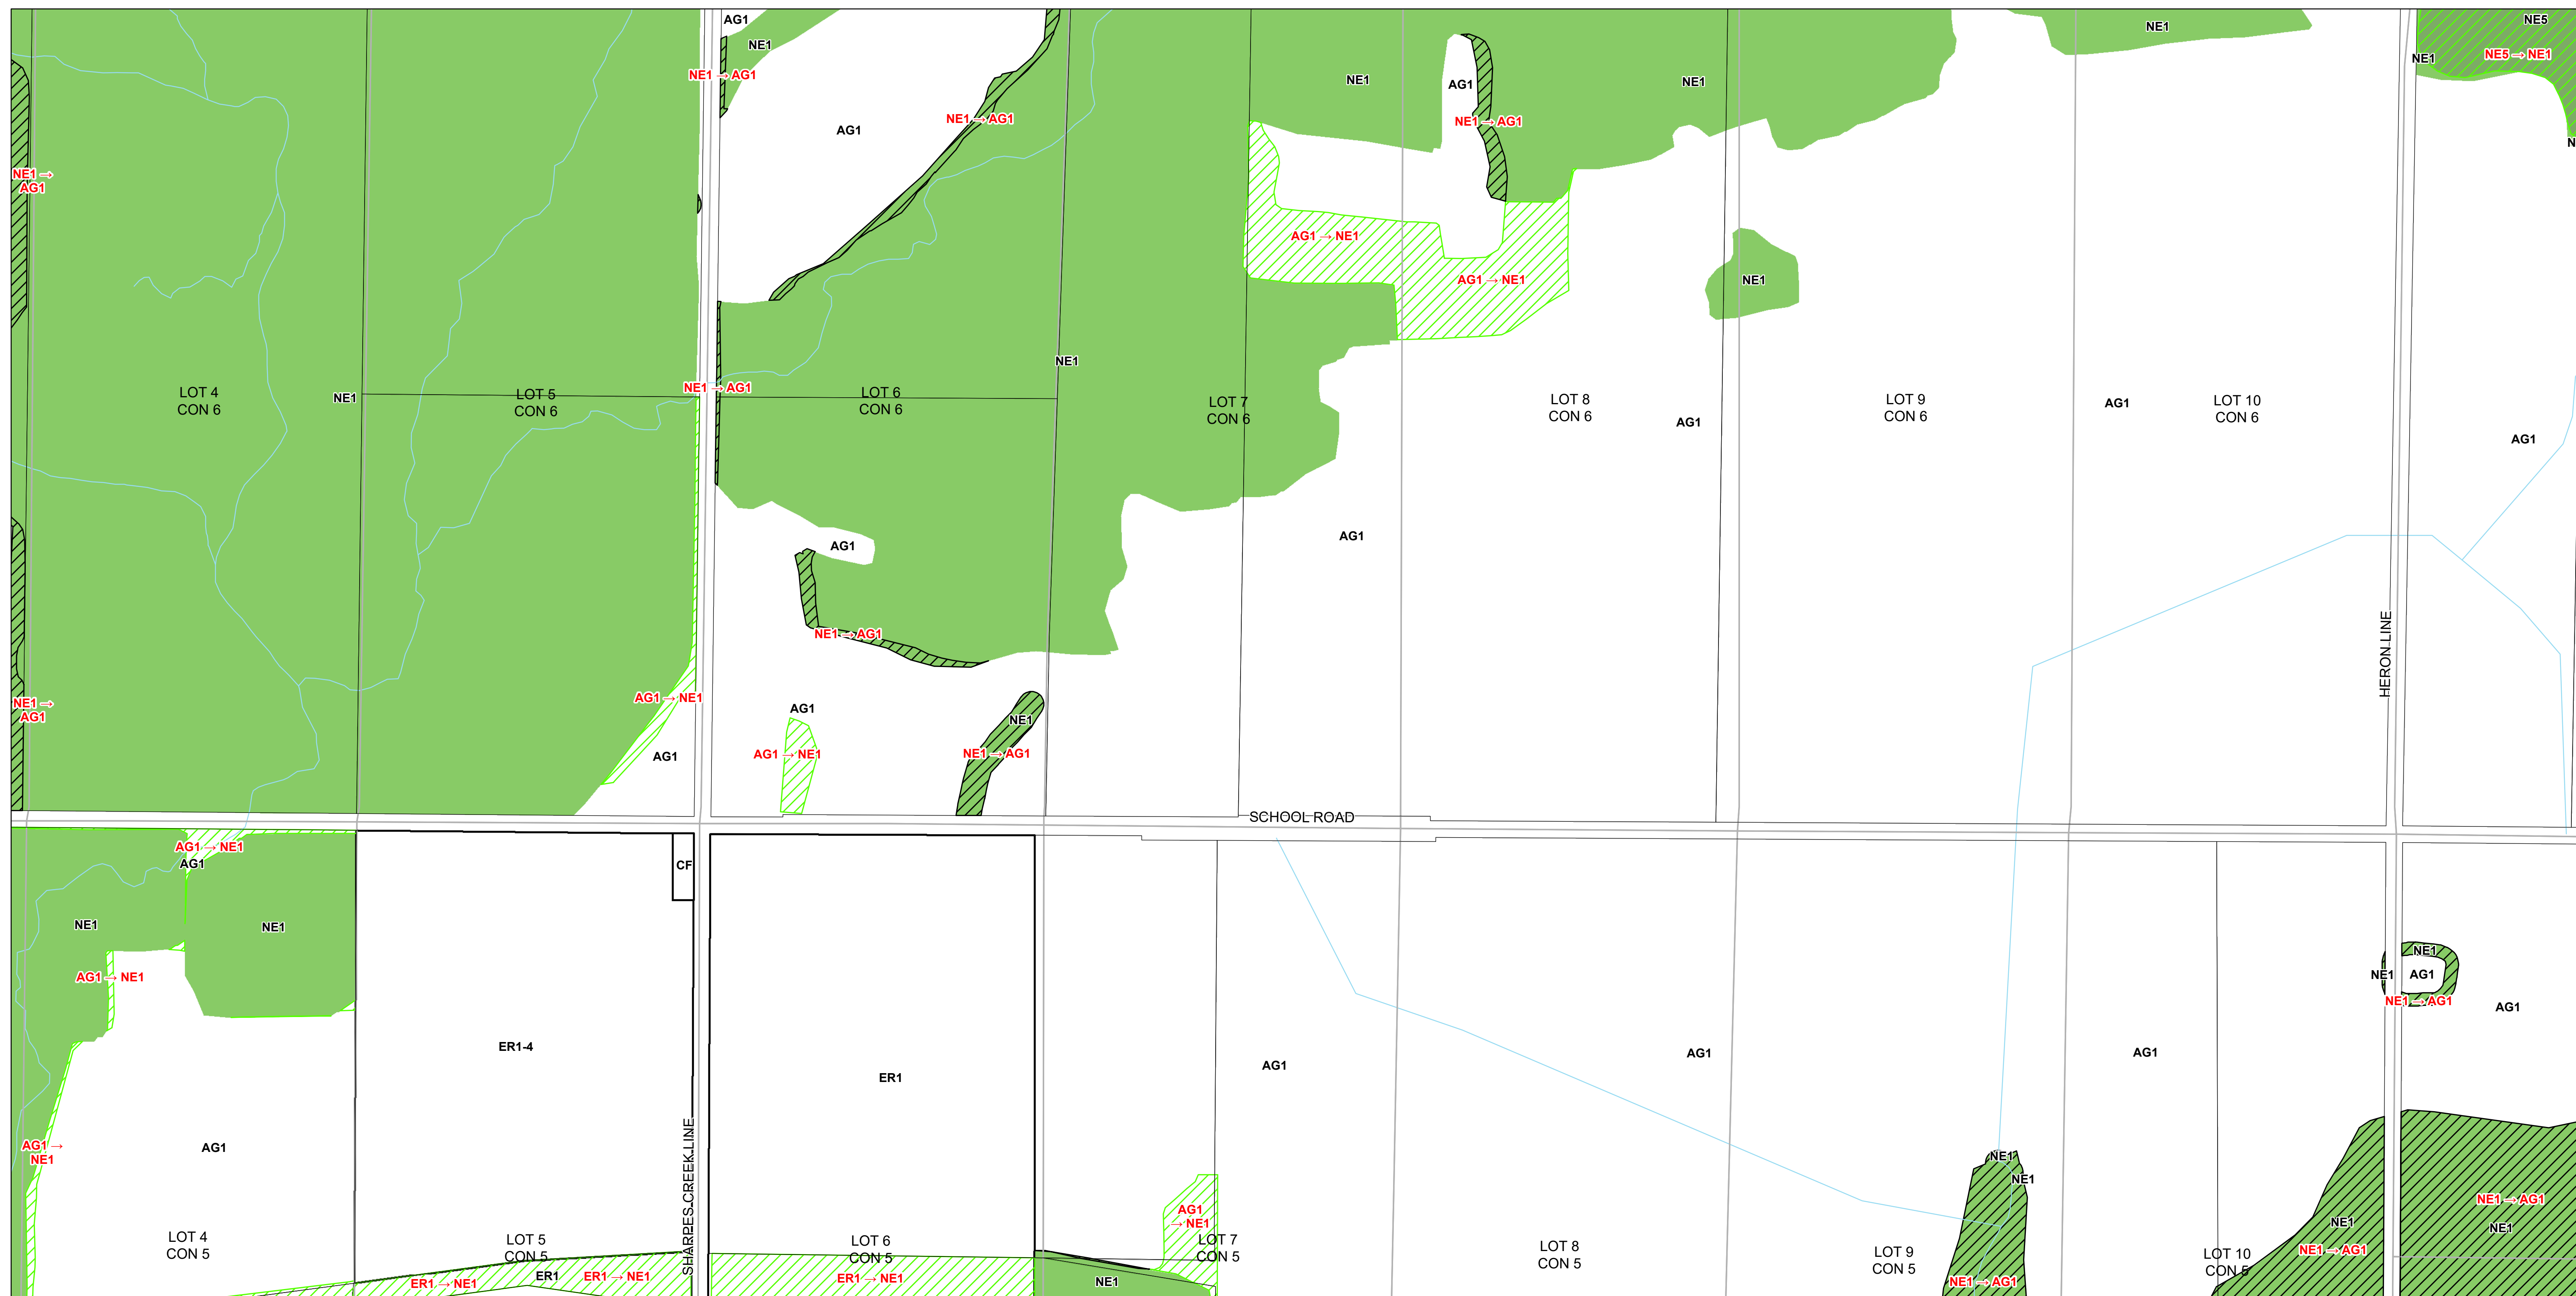 AG1
NE1
NE1 → AG1
AG1
NE1 → AG1
NE1
AG1
NE1 → AG1
NE1
NE1
NE5
NE5 → NE1
NE1
N
NE1 →
AG1
AG1 → NE1
AG1 → NE1
NE1
NE1
NE1 → AG1
LOT 4
CON 6
NE1
LOT 5
CON 6
LOT 6
CON 6
LOT 7
CON 6
LOT 8
CON 6
AG1
LOT 9
CON 6
AG1
LOT 10
CON 6
AG1
AG1
AG1
NE1 → AG1
HERON LINE
NE1 →
AG1
AG1 → NE1
AG1
AG1
AG1 → NE1
NE1
NE1 → AG1
SCHOOL ROAD
AG1 → NE1
AG1
CF
NE1
NE1
AG1 → NE1
NE1
NE1
AG1
NE1 → AG1
AG1
ER1-4
ER1
AG1
AG1
AG1
AG1 →
NE1
AG1
SHARPES CREEK LINE
NE1
NE1
AG1
→ NE1
NE1 → AG1
NE1
NE1
NE1 → AG1
LOT 4
CON 5
LOT 5
CON 5
LOT 6
CON 5
LOT 7
CON 5
LOT 8
CON 5
LOT 9
CON 5
LOT 10
CON 5
ER1 → NE1
ER1
ER1 → NE1
ER1 → NE1
NE1
NE1 → AG1